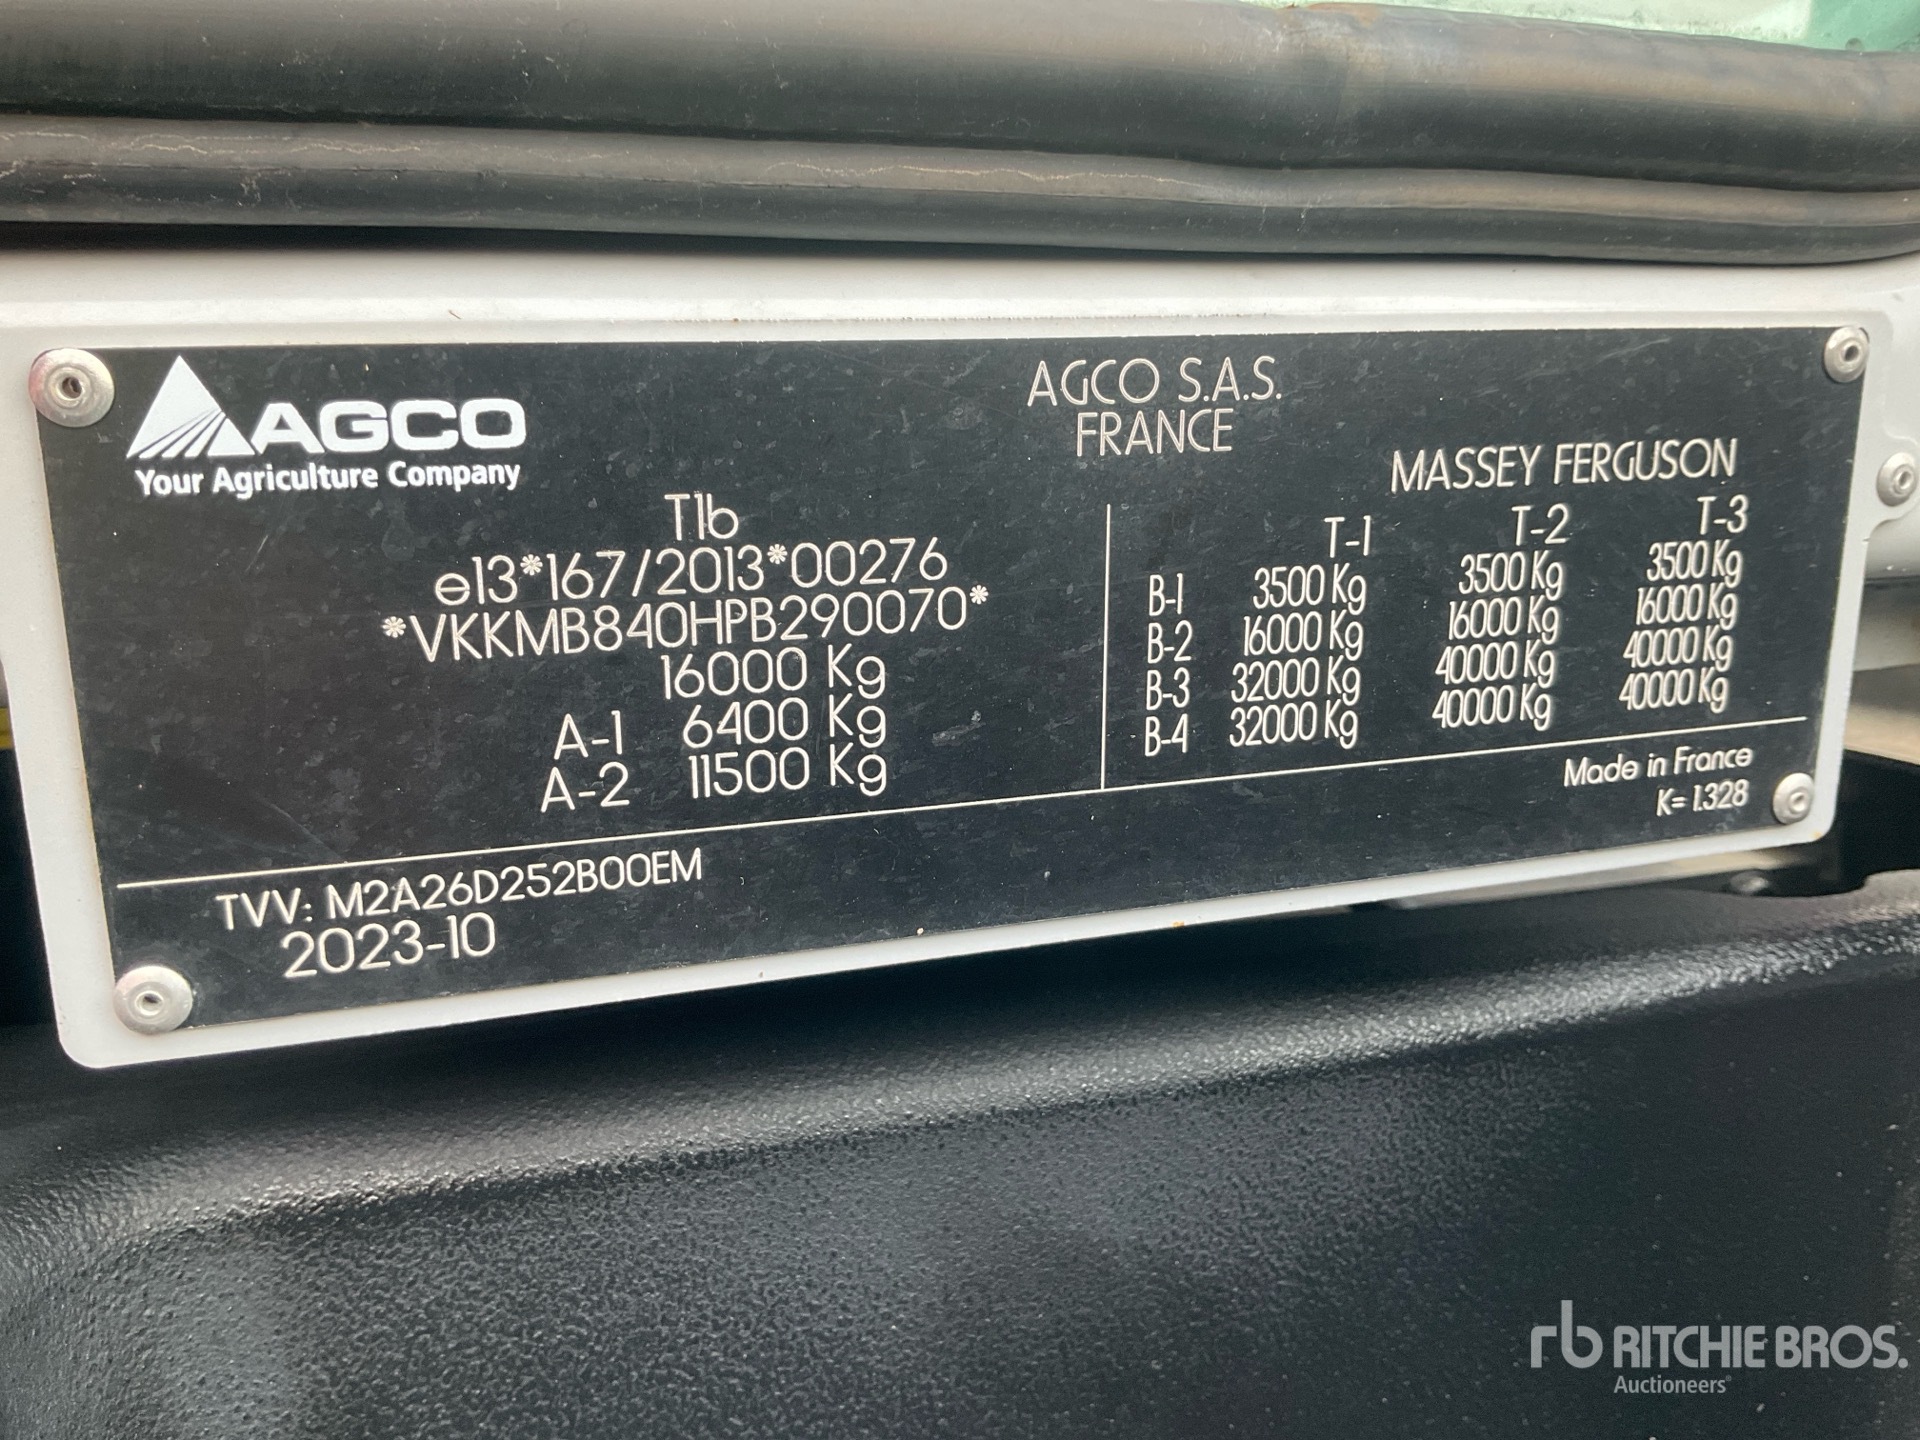 AGCO
Your Agriculture Company
AGCO S.A.S.
FRANCE
MASSEY FERGUSON
T1b
e13*167/2013*00276
*VKKMB840HPB290070*
16000 Kg
A-1 6400 Kg
A-2 11500 Kg
T-1 T-2 T-3
B-1 3500 Kg 3500 Kg 3500 Kg
B-2 16000 Kg 16000 Kg 16000 Kg
B-3 32000 Kg 40000 Kg 40000 Kg
B-4 32000 Kg 40000 Kg 40000 Kg
Made in France
K= 1.328
TVV: M2A26D252B00EM
2023-10
rb RITCHIE BROS.
Auctioneers